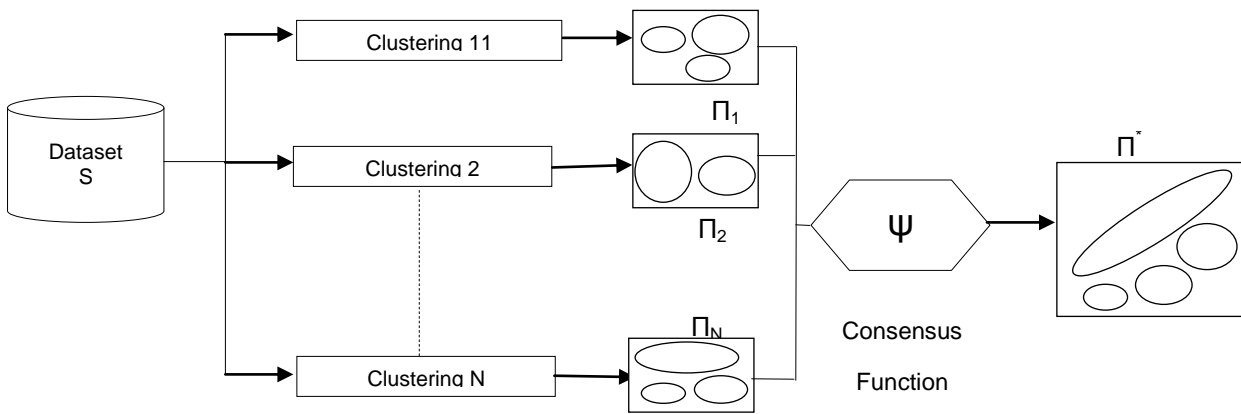 Dataset
S
Clustering 11
Π1
Clustering 2
Π2
Clustering N
ΠN
Ψ
Consensus
Function
Π*